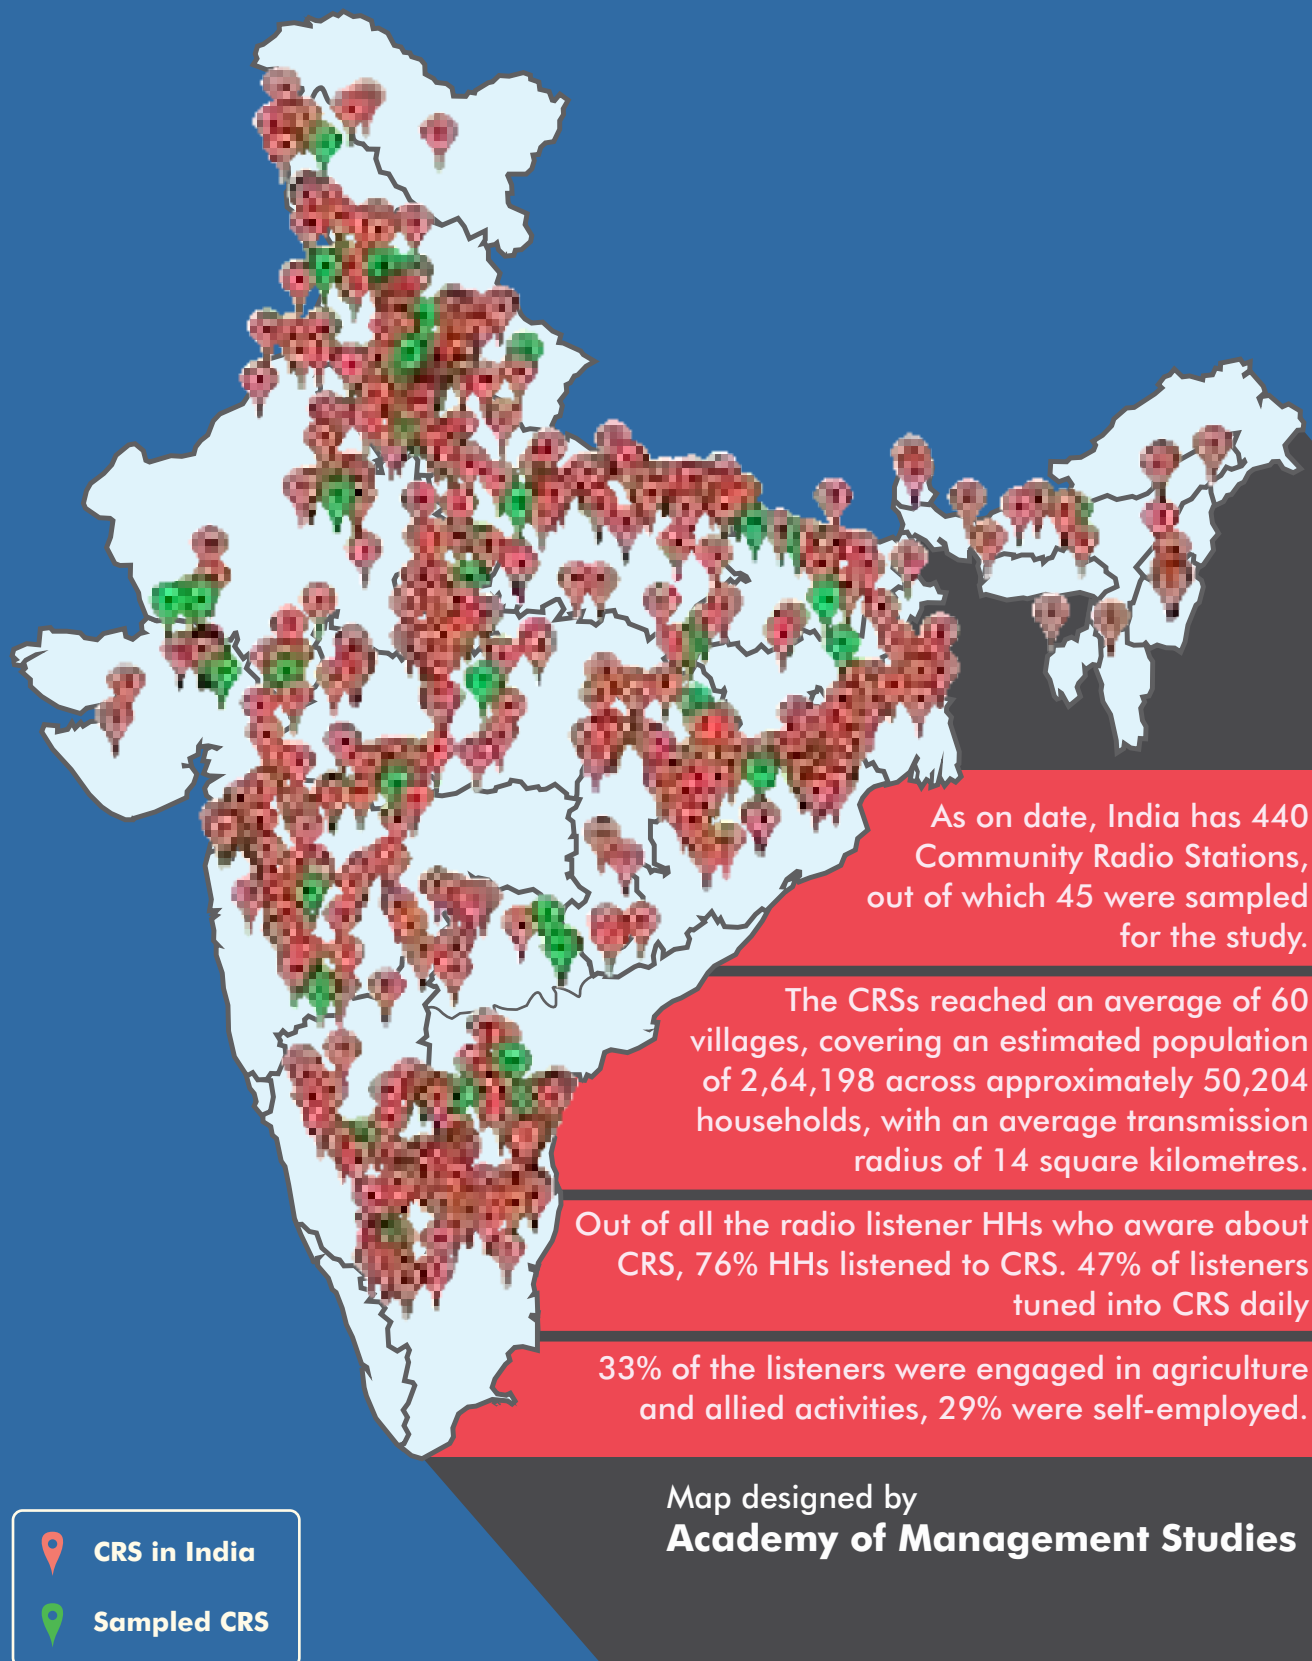 As on date, India has 440
Community Radio Stations,
out of which 45 were sampled
for the study.
The CRSs reached an average of 60
villages, covering an estimated population
of 2,64,198 across approximately 50,204
households, with an average transmission
radius of 14 square kilometres.
Out of all the radio listener HHs who aware about
CRS, 76% HHs listened to CRS. 47% of listeners
tuned into CRS daily
33% of the listeners were engaged in agriculture
and allied activities, 29% were self-employed.
Map designed by
Academy of Management Studies
CRS in India
Sampled CRS